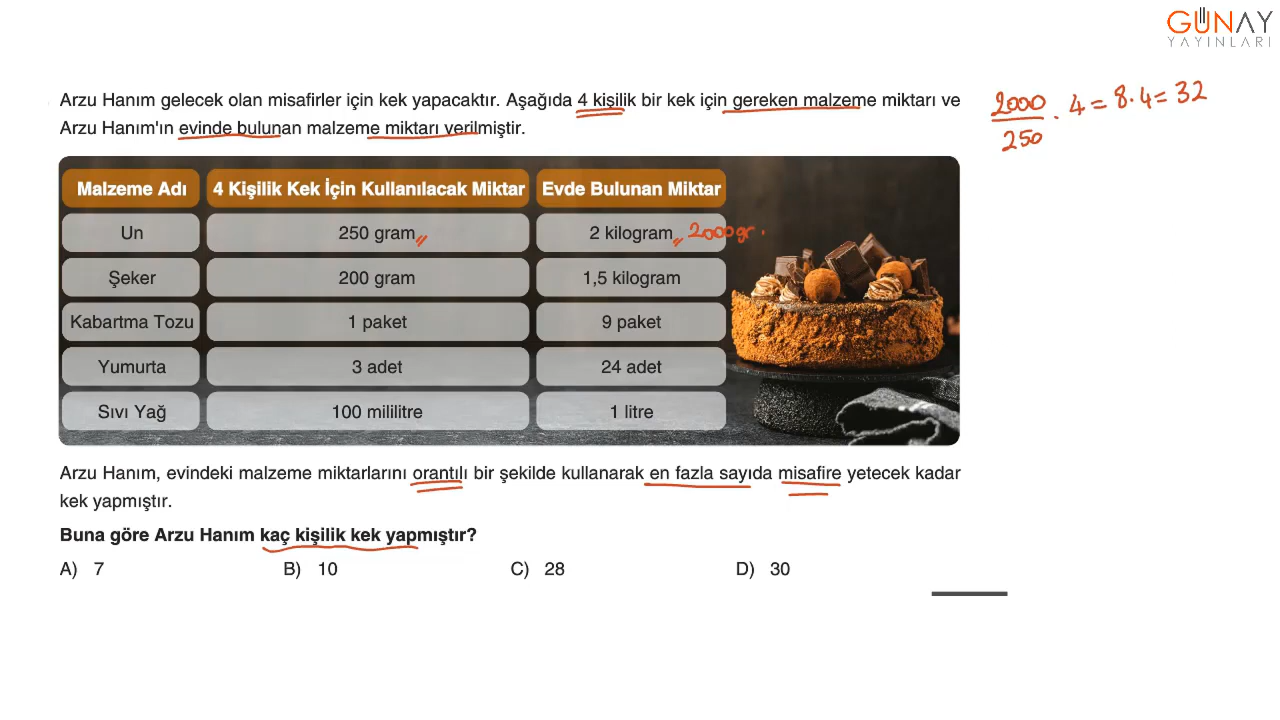 GÜNAY
YAYINLARI
Arzu Hanım gelecek olan misafirler için kek yapacaktır. Aşağıda 4 kişilik bir kek için gereken malzeme miktarı ve
Arzu Hanım'ın evinde bulunan malzeme miktarı verilmiştir.
2000/250 . 4 = 8.4 = 32
Malzeme Adı 4 Kişilik Kek İçin Kullanılacak Miktar Evde Bulunan Miktar
Un 250 gram 2 kilogram 2000gr.
Şeker 200 gram 1,5 kilogram
Kabartma Tozu 1 paket 9 paket
Yumurta 3 adet 24 adet
Sıvı Yağ 100 mililitre 1 litre
Arzu Hanım, evindeki malzeme miktarlarını orantılı bir şekilde kullanarak en fazla sayıda misafire yetecek kadar
kek yapmıştır.
Buna göre Arzu Hanım kaç kişilik kek yapmıştır?
A) 7 B) 10 C) 28 D) 30